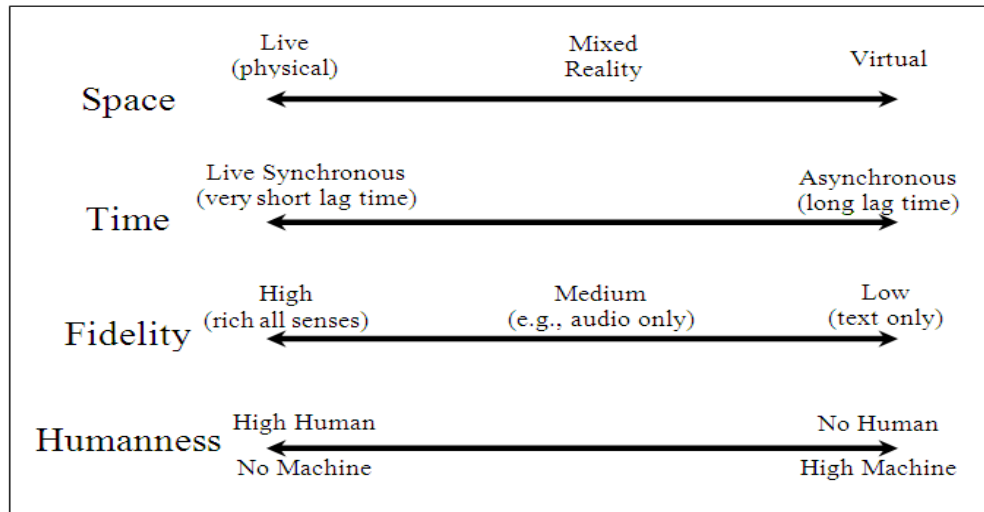 Live
(physical)
Mixed
Reality
Virtual
Space
Live Synchronous
(very short lag time)
Asynchronous
(long lag time)
Time
High
(rich all senses)
Medium
(e.g., audio only)
Low
(text only)
Fidelity
High Human
No Human
Humanness
No Machine
High Machine